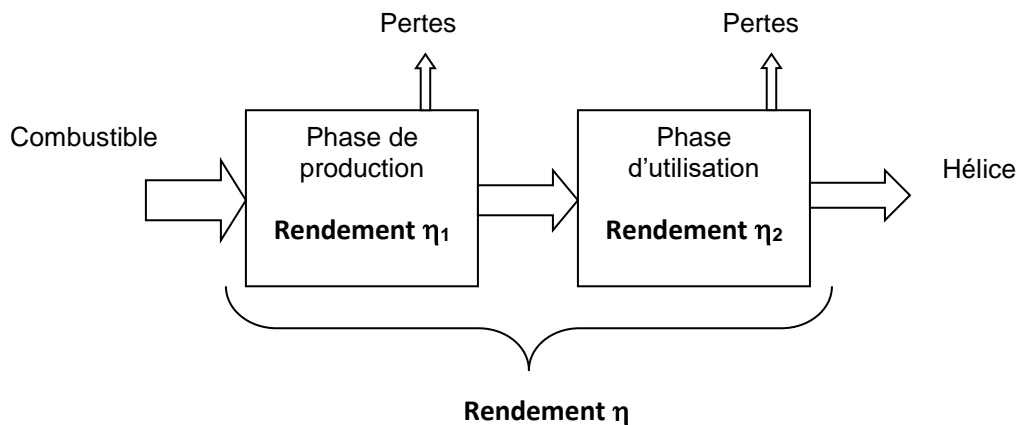 Pertes
Pertes
Combustible
Phase de
production
Rendement η1
Phase
d’utilisation
Rendement η2
Hélice
Rendement η